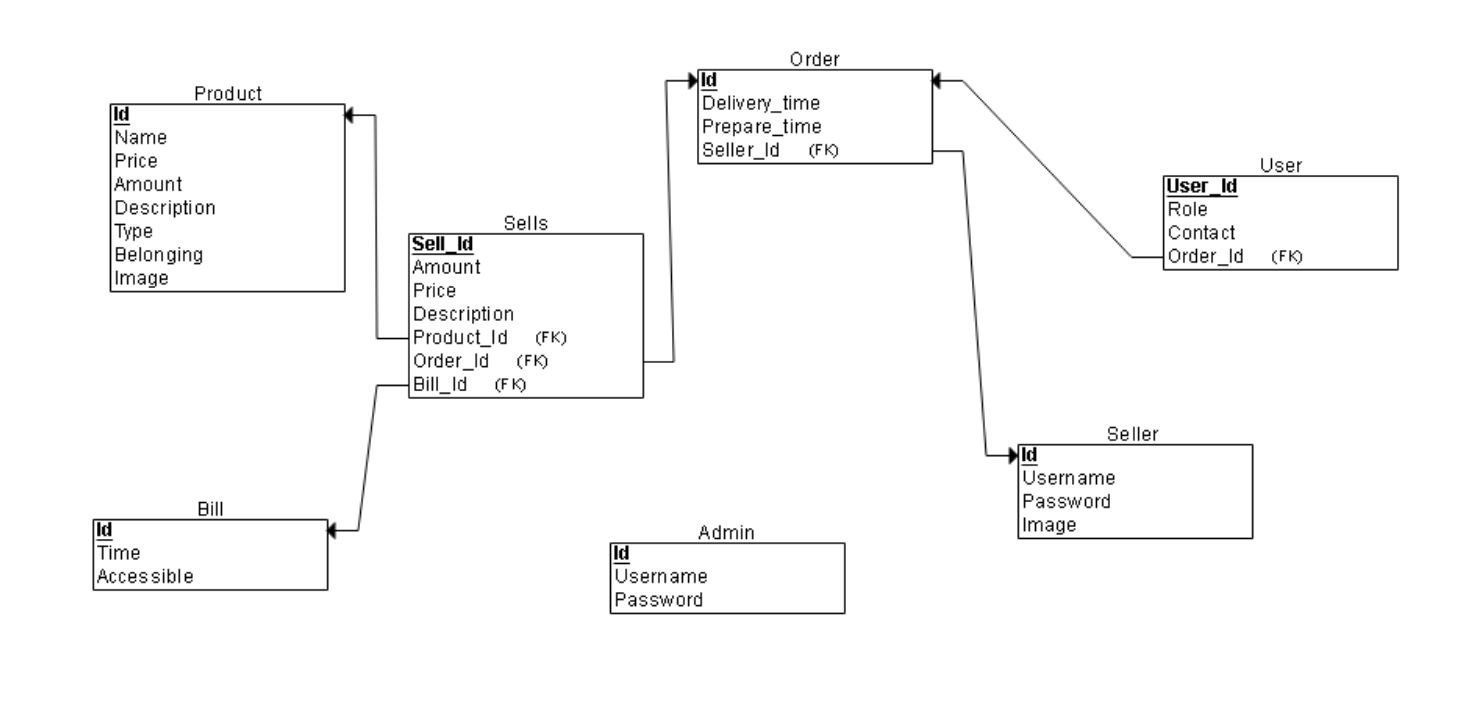 Product
Id
Name
Price
Amount
Description
Type
Belonging
Image
Sells
Sell_Id
Amount
Price
Description
Product_Id (FK)
Order_Id (FK)
Bill_Id (FK)
Order
Id
Delivery_time
Prepare_time
Seller_Id (FK)
User
User_Id
Role
Contact
Order_Id (FK)
Bill
Id
Time
Accessible
Admin
Id
Username
Password
Seller
Id
Username
Password
Image